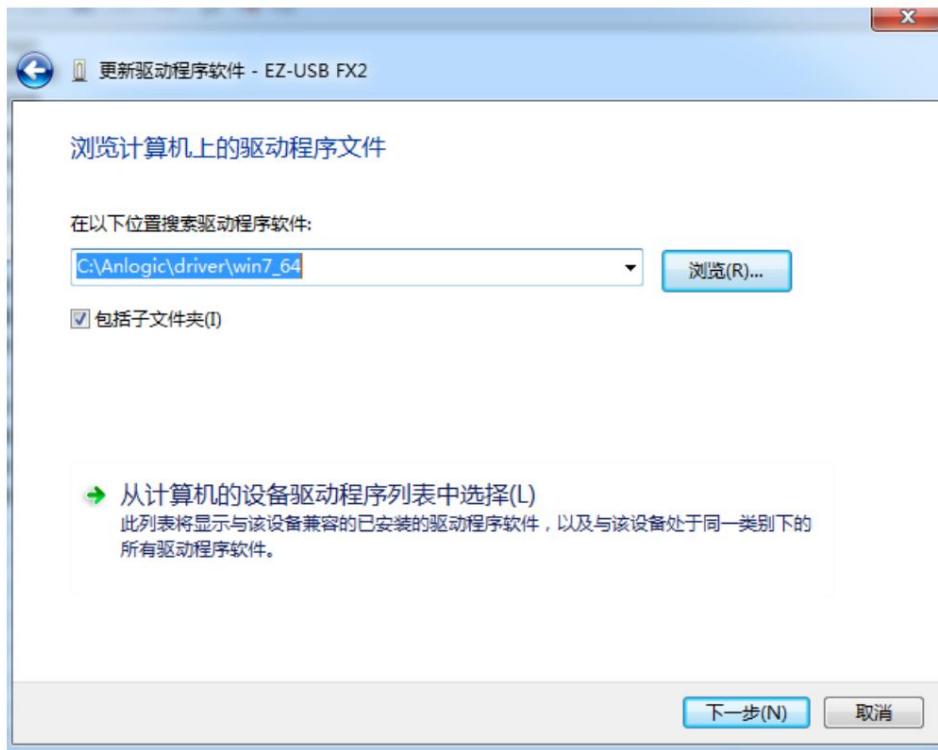 更新驱动程序软件 - EZ-USB FX2
浏览计算机上的驱动程序文件
在以下位置搜索驱动程序软件:
C:\Anlogic\driver\win7_64
浏览(R)...
包括子文件夹(I)
从计算机的设备驱动程序列表中选择(L)
此列表将显示与该设备兼容的已安装的驱动程序软件，以及与该设备处于同一类别下的
所有驱动程序软件。
下一步(N)
取消